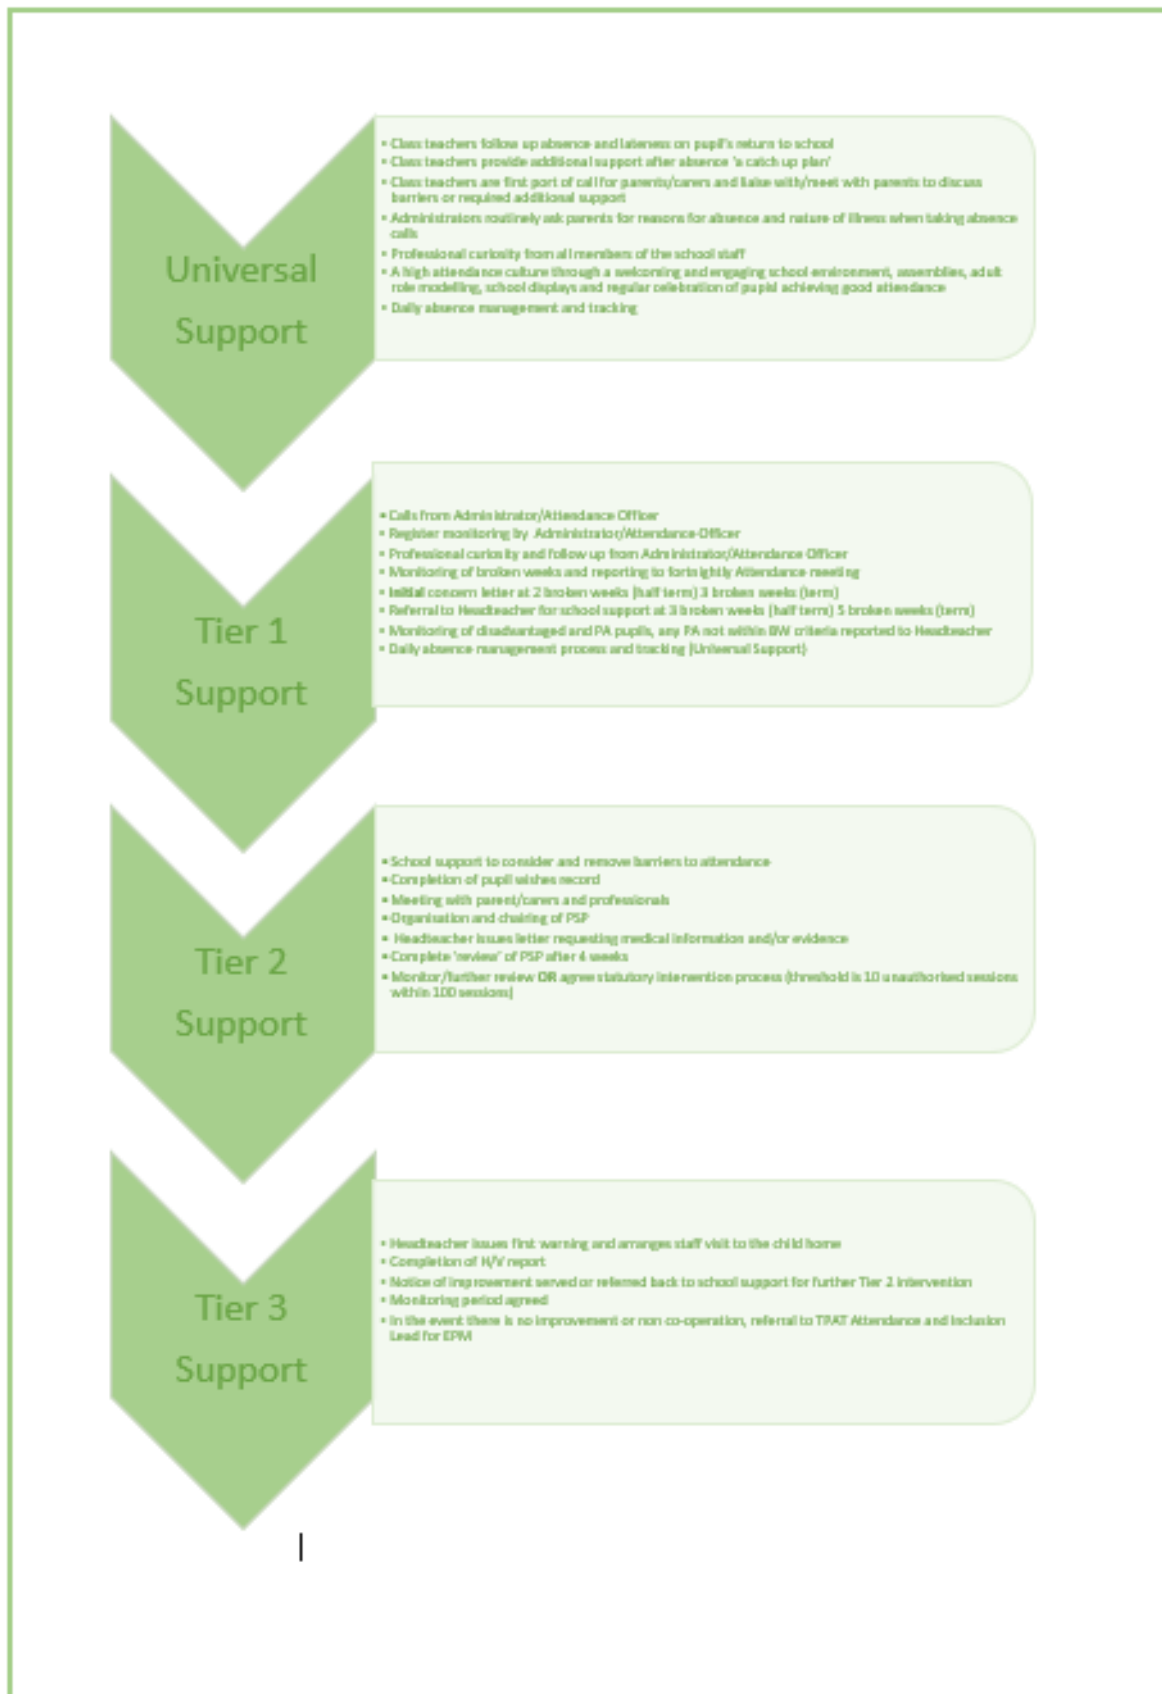 Universal
Support
▪ Class teachers follow up absence and lateness on pupil's return to school
▪ Class teachers provide additional support after absence 'a catch up plan'
▪ Class teachers are first port of call for parents/carers and liaise with/meet with parents to discuss
barriers or required additional support
▪ Administrators routinely ask parents for reasons for absence and nature of illness when taking absence
calls
▪ Professional curiosity from all members of the school staff
▪ A high attendance culture through a welcoming and engaging school environment, assemblies, adult
role modelling, school displays and regular celebration of pupisl achieving good attendance
▪ Daily absence management and tracking
Tier 1
Support
▪ Calls from Administrator/Attendance Officer
▪ Register monitoring by Administrator/Attendance Officer
▪ Professional curiosity and follow up from Administrator/Attendance Officer
▪ Monitoring of broken weeks and reporting to fortnightly Attendance meeting
▪ Initial concern letter at 2 broken weeks (half term) 3 broken weeks (term)
▪ Referral to Headteacher for school support at 3 broken weeks (half term) 5 broken weeks (term)
▪ Monitoring of disadvantaged and PA pupils, any PA not within BW criteria reported to Headteacher
▪ Daily absence management process and tracking (Universal Support)
Tier 2
Support
▪ School support to consider and remove barriers to attendance
▪ Completion of pupil wishes record
▪ Meeting with parent/carers and professionals
▪ Organisation and chairing of PSP
▪ Headteacher issues letter requesting medical information and/or evidence
▪ Complete 'review' of PSP after 4 weeks
▪ Monitor/further review OR agree statutory intervention process (threshold is 10 unauthorised sessions
within 100 sessions)
Tier 3
Support
▪ Headteacher issues first warning and arranges staff visit to the child home
▪ Completion of H/V report
▪ Notice of improvement served or referred back to school support for further Tier 2 intervention
▪ Monitoring period agreed
▪ In the event there is no improvement or non co-operation, referral to TPAT Attendance and Inclusion
Lead for EPM